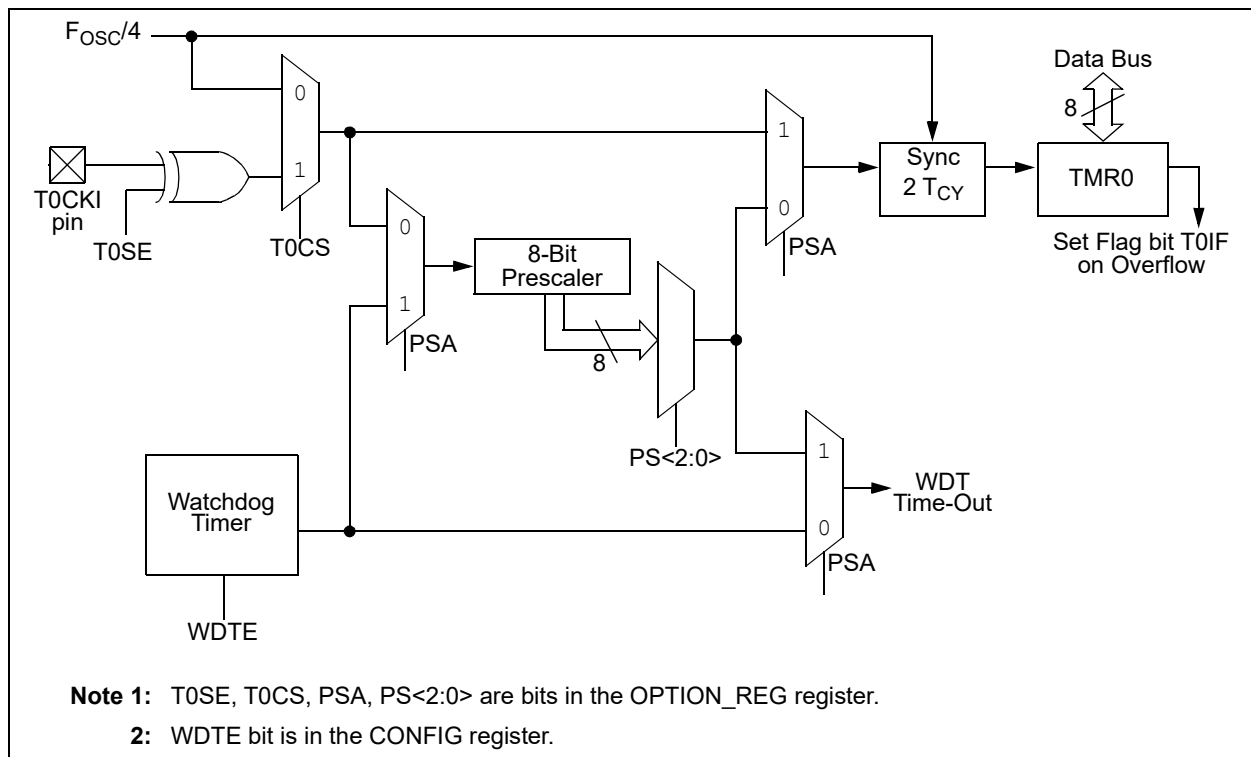 FOSC/4
Data Bus
8
0
1
1
0
Sync
2 TCY
TMR0
T0CKI
pin
T0SE
T0CS
0
1
PSA
8-Bit
Prescaler
8
PSA
Set Flag bit T0IF
on Overflow
PS<2:0>
1
0
PSA
WDT
Time-Out
Watchdog
Timer
WDTE
Note 1: T0SE, T0CS, PSA, PS<2:0> are bits in the OPTION_REG register.
2: WDTE bit is in the CONFIG register.